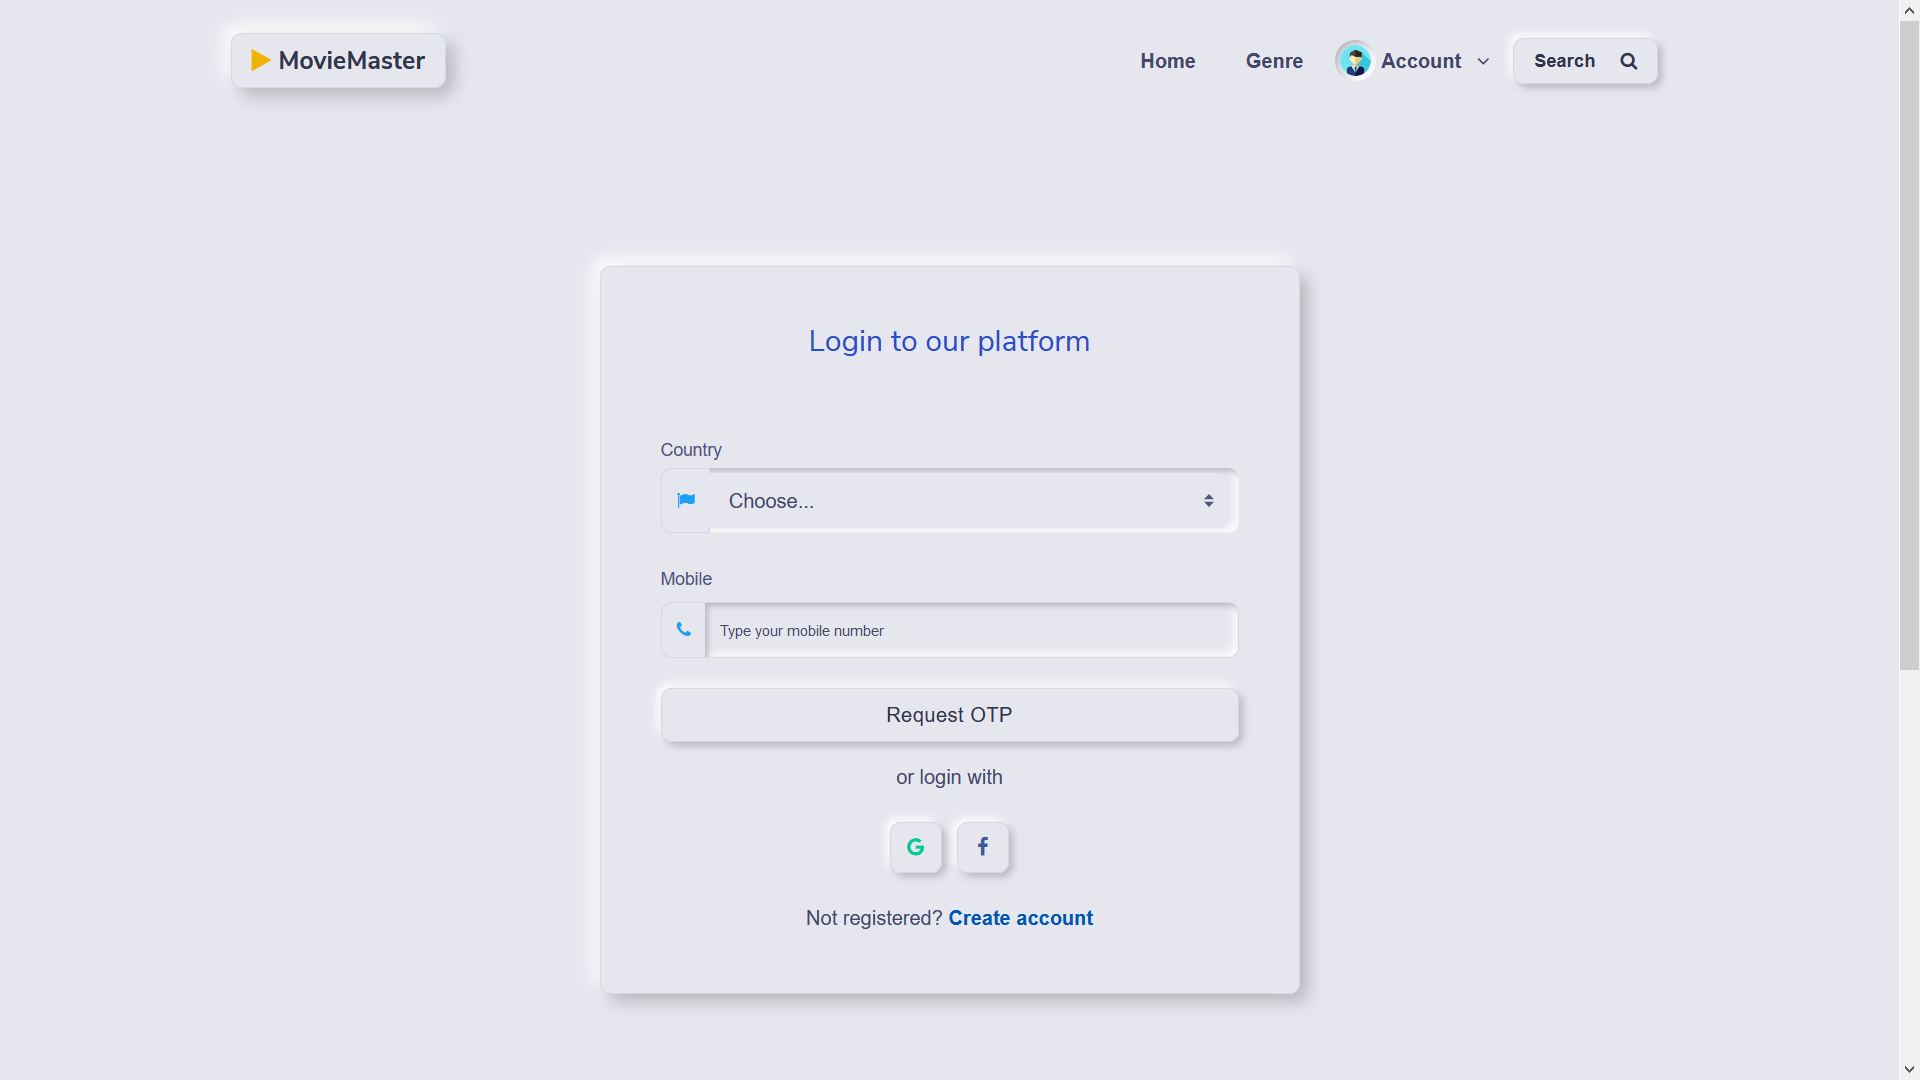 MovieMaster
Home
Genre
Account
Search
Login to our platform
Country
Choose...
Mobile
Type your mobile number
Request OTP
or login with
Not registered? Create account